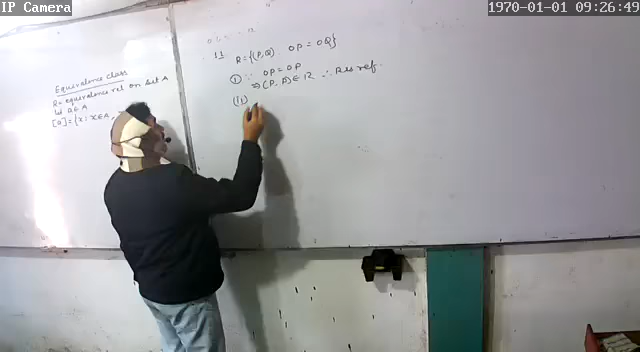 IP Camera
1970-01-01 09:26:49
Equivalence class
R = equivalence rel on set A
Let a ∈ A
[a] = {x : x ∈ A,
11 R = {(P,Q) OP = OQ}
(I) ∵ OP = OP
⇒ (P, P) ∈ R ∴ R is ref.
(II)